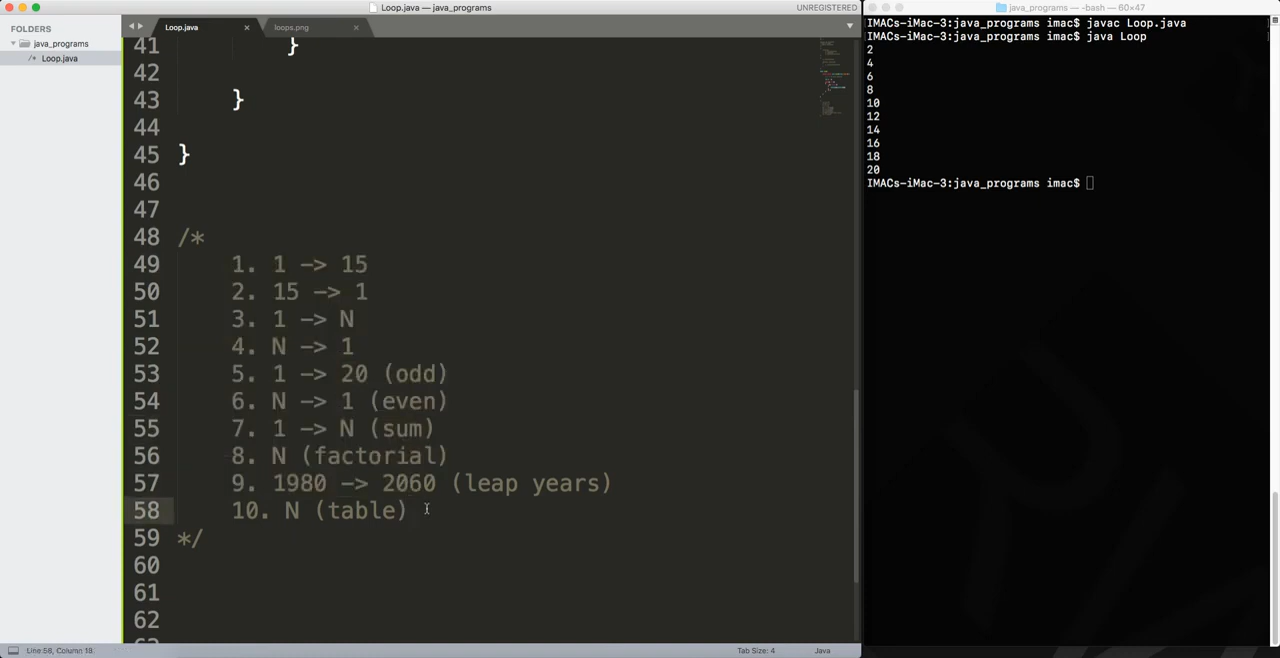 Loop.java — java_programs
UNREGISTERED
FOLDERS
java_programs
/* Loop.java
Loop.java ×
loops.png ×
41 }
42
43 }
44
45 }
46
47
48 /*
49 1. 1 -> 15
50 2. 15 -> 1
51 3. 1 -> N
52 4. N -> 1
53 5. 1 -> 20 (odd)
54 6. N -> 1 (even)
55 7. 1 -> N (sum)
56 8. N (factorial)
57 9. 1980 -> 2060 (leap years)
58 10. N (table)
59 */
60
61
62
Tab Size: 4
Java
java_programs — -bash — 60×47
IMACs-iMac-3:java_programs imac$ javac Loop.java
IMACs-iMac-3:java_programs imac$ java Loop
2
4
6
8
10
12
14
16
18
20
IMACs-iMac-3:java_programs imac$